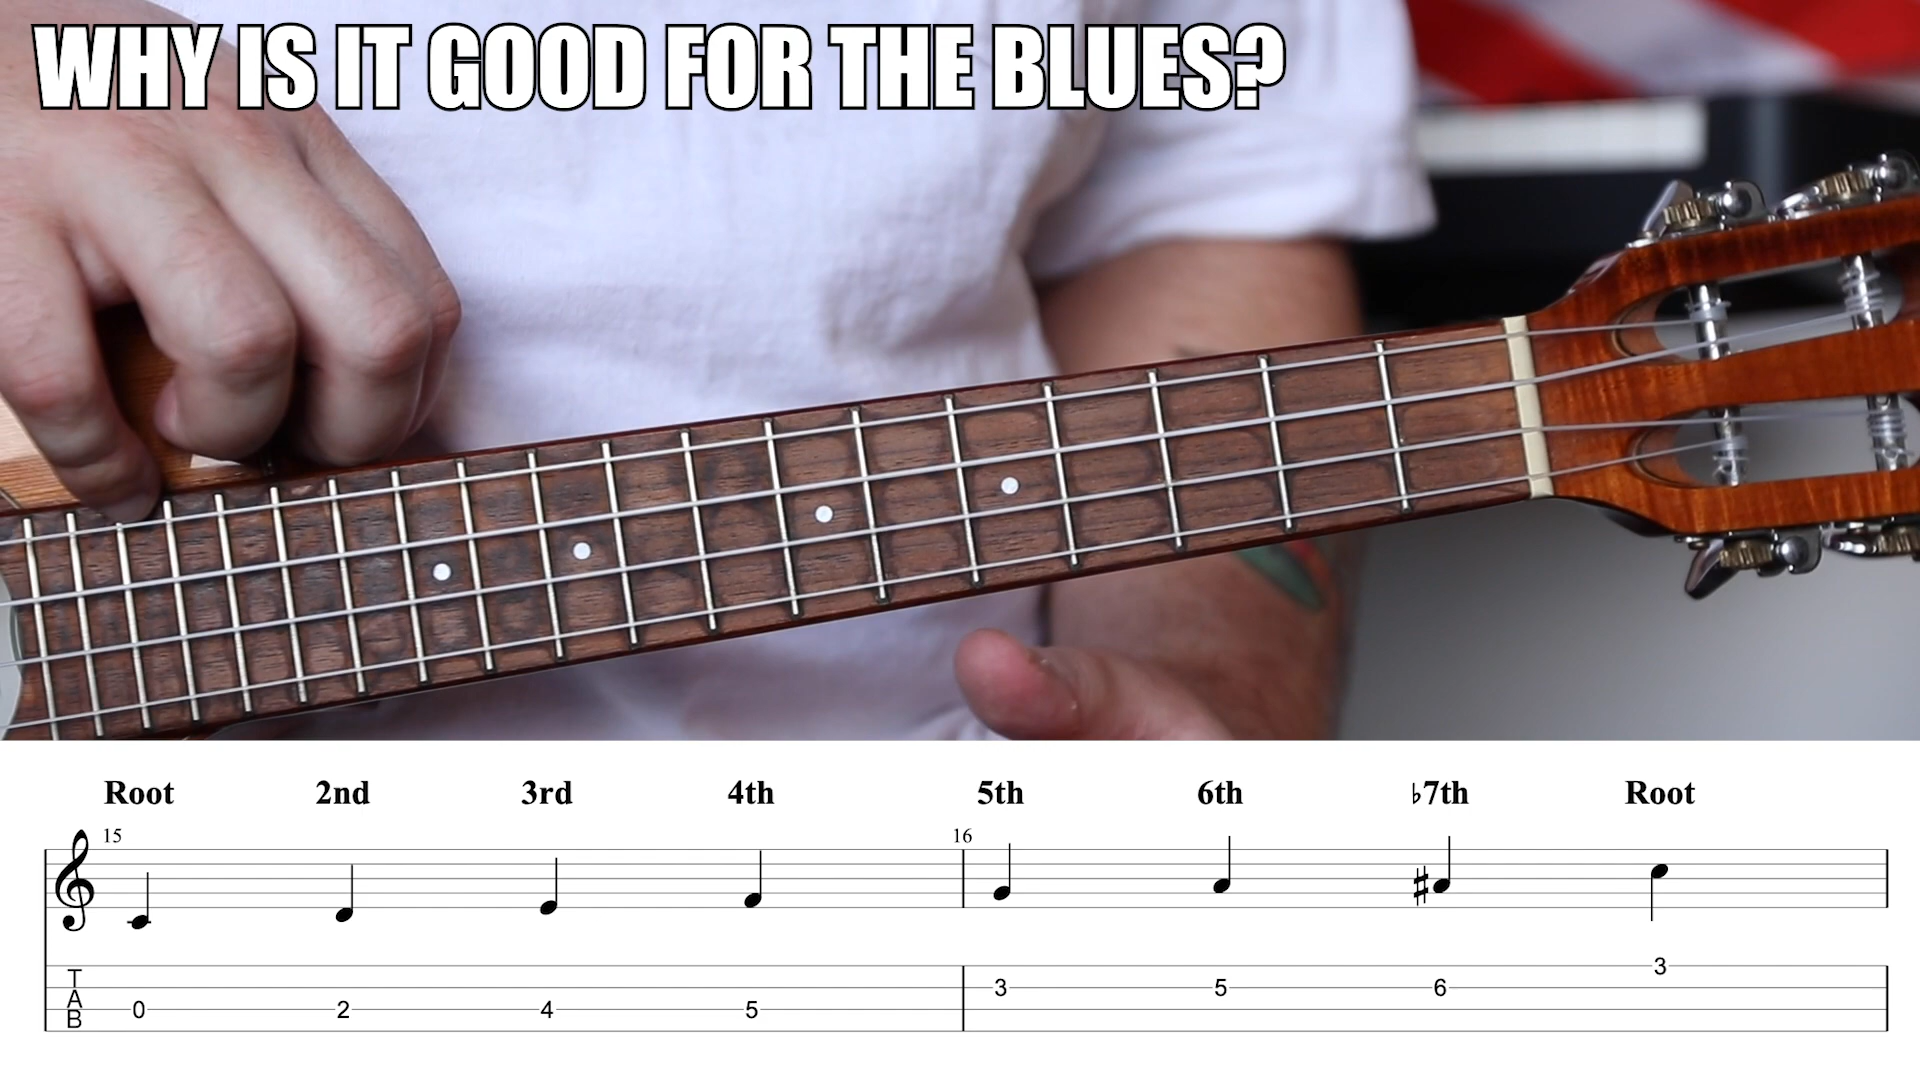 WHY IS IT GOOD FOR THE BLUES?
Root 2nd 3rd 4th 5th 6th ♭7th Root
15 16
T
A
B
3
3 5 6
0 2 4 5